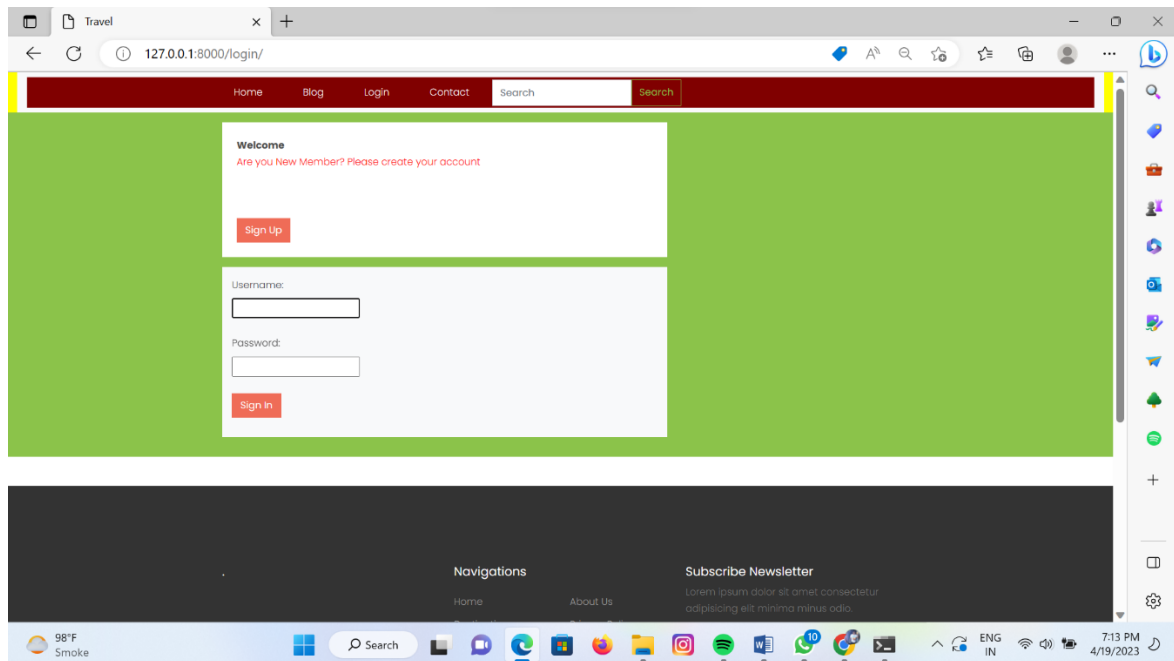 Travel
127.0.0.1:8000/login/
Home Blog Login Contact Search Search
Welcome
Are you New Member? Please create your account
Sign Up
Username:
Password:
Sign In
.
Navigations
Home About Us
Subscribe Newsletter
Lorem ipsum dolor sit amet consectetur
adipisicing elit minima minus odio.
98°F
Smoke
Search
10
ENG
IN
7:13 PM
4/19/2023